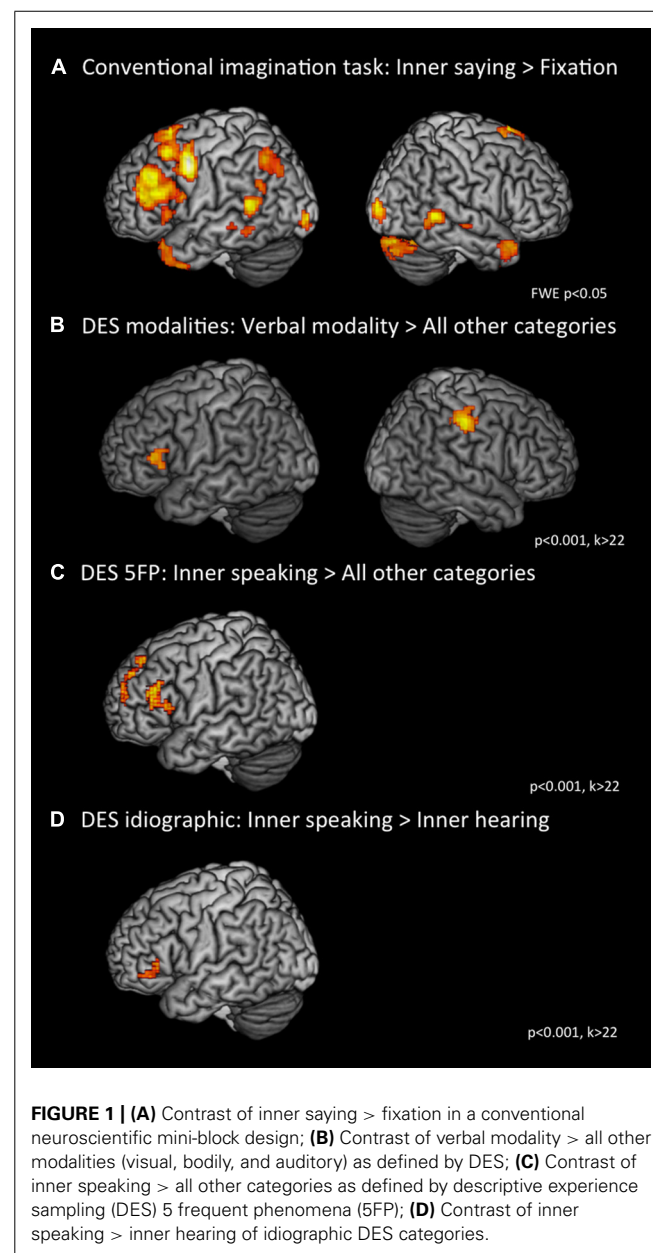 A Conventional imagination task: Inner saying > Fixation
FWE p<0.05
B DES modalities: Verbal modality > All other categories
p<0.001, k>22
C DES 5FP: Inner speaking > All other categories
p<0.001, k>22
D DES idiographic: Inner speaking > Inner hearing
p<0.001, k>22
FIGURE 1 | (A) Contrast of inner saying > fixation in a conventional
neuroscientific mini-block design; (B) Contrast of verbal modality > all other
modalities (visual, bodily, and auditory) as defined by DES; (C) Contrast of
inner speaking > all other categories as defined by descriptive experience
sampling (DES) 5 frequent phenomena (5FP); (D) Contrast of inner
speaking > inner hearing of idiographic DES categories.